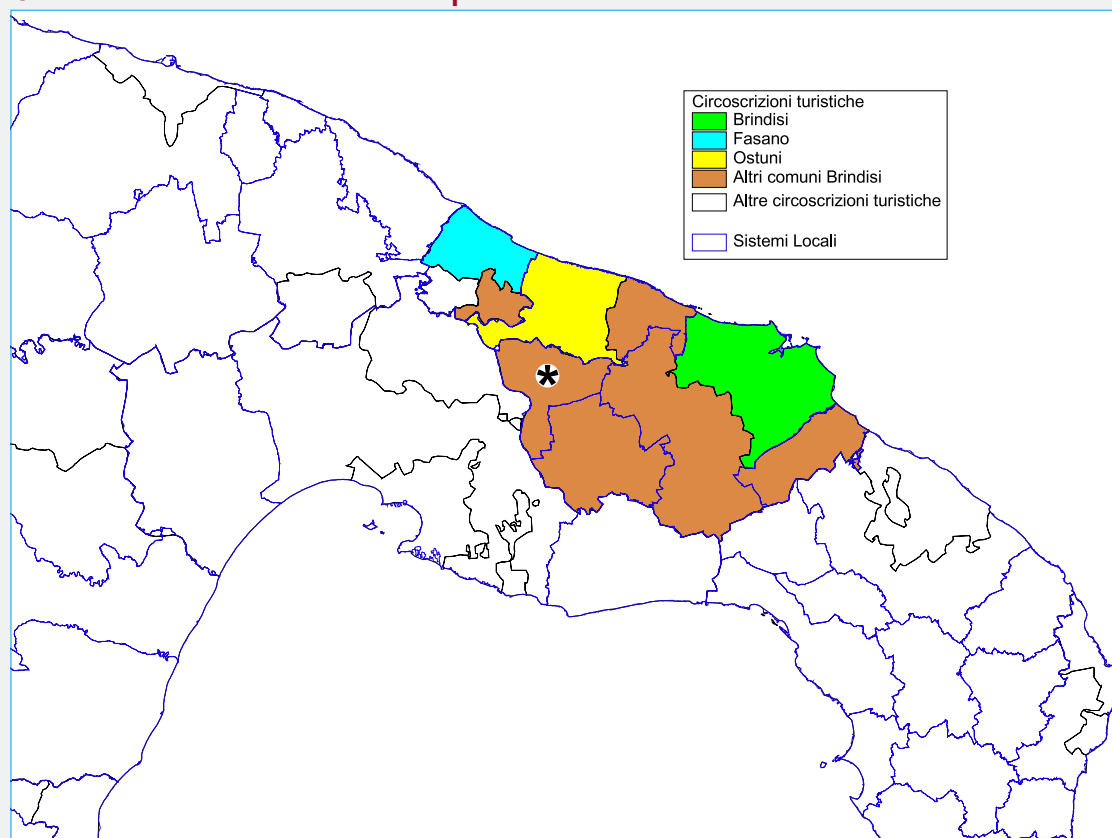 Circoscrizioni turistiche
Brindisi
Fasano
Ostuni
Altri comuni Brindisi
Altre circoscrizioni turistiche
Sistemi Locali
*